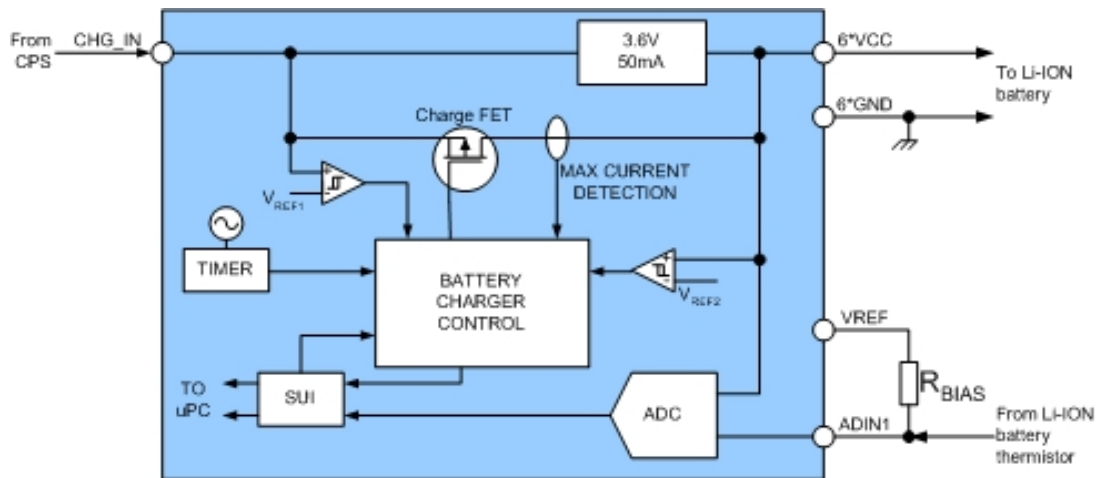 From
CPS
CHG_IN
3.6V
50mA
6*VCC
To Li-ION
battery
6*GND
Charge FET
MAX CURRENT
DETECTION
+
-
VREF1
TIMER
BATTERY
CHARGER
CONTROL
+
-
VREF2
VREF
RBIAS
TO
uPC
SUI
ADC
ADIN1
From Li-ION
battery
thermistor